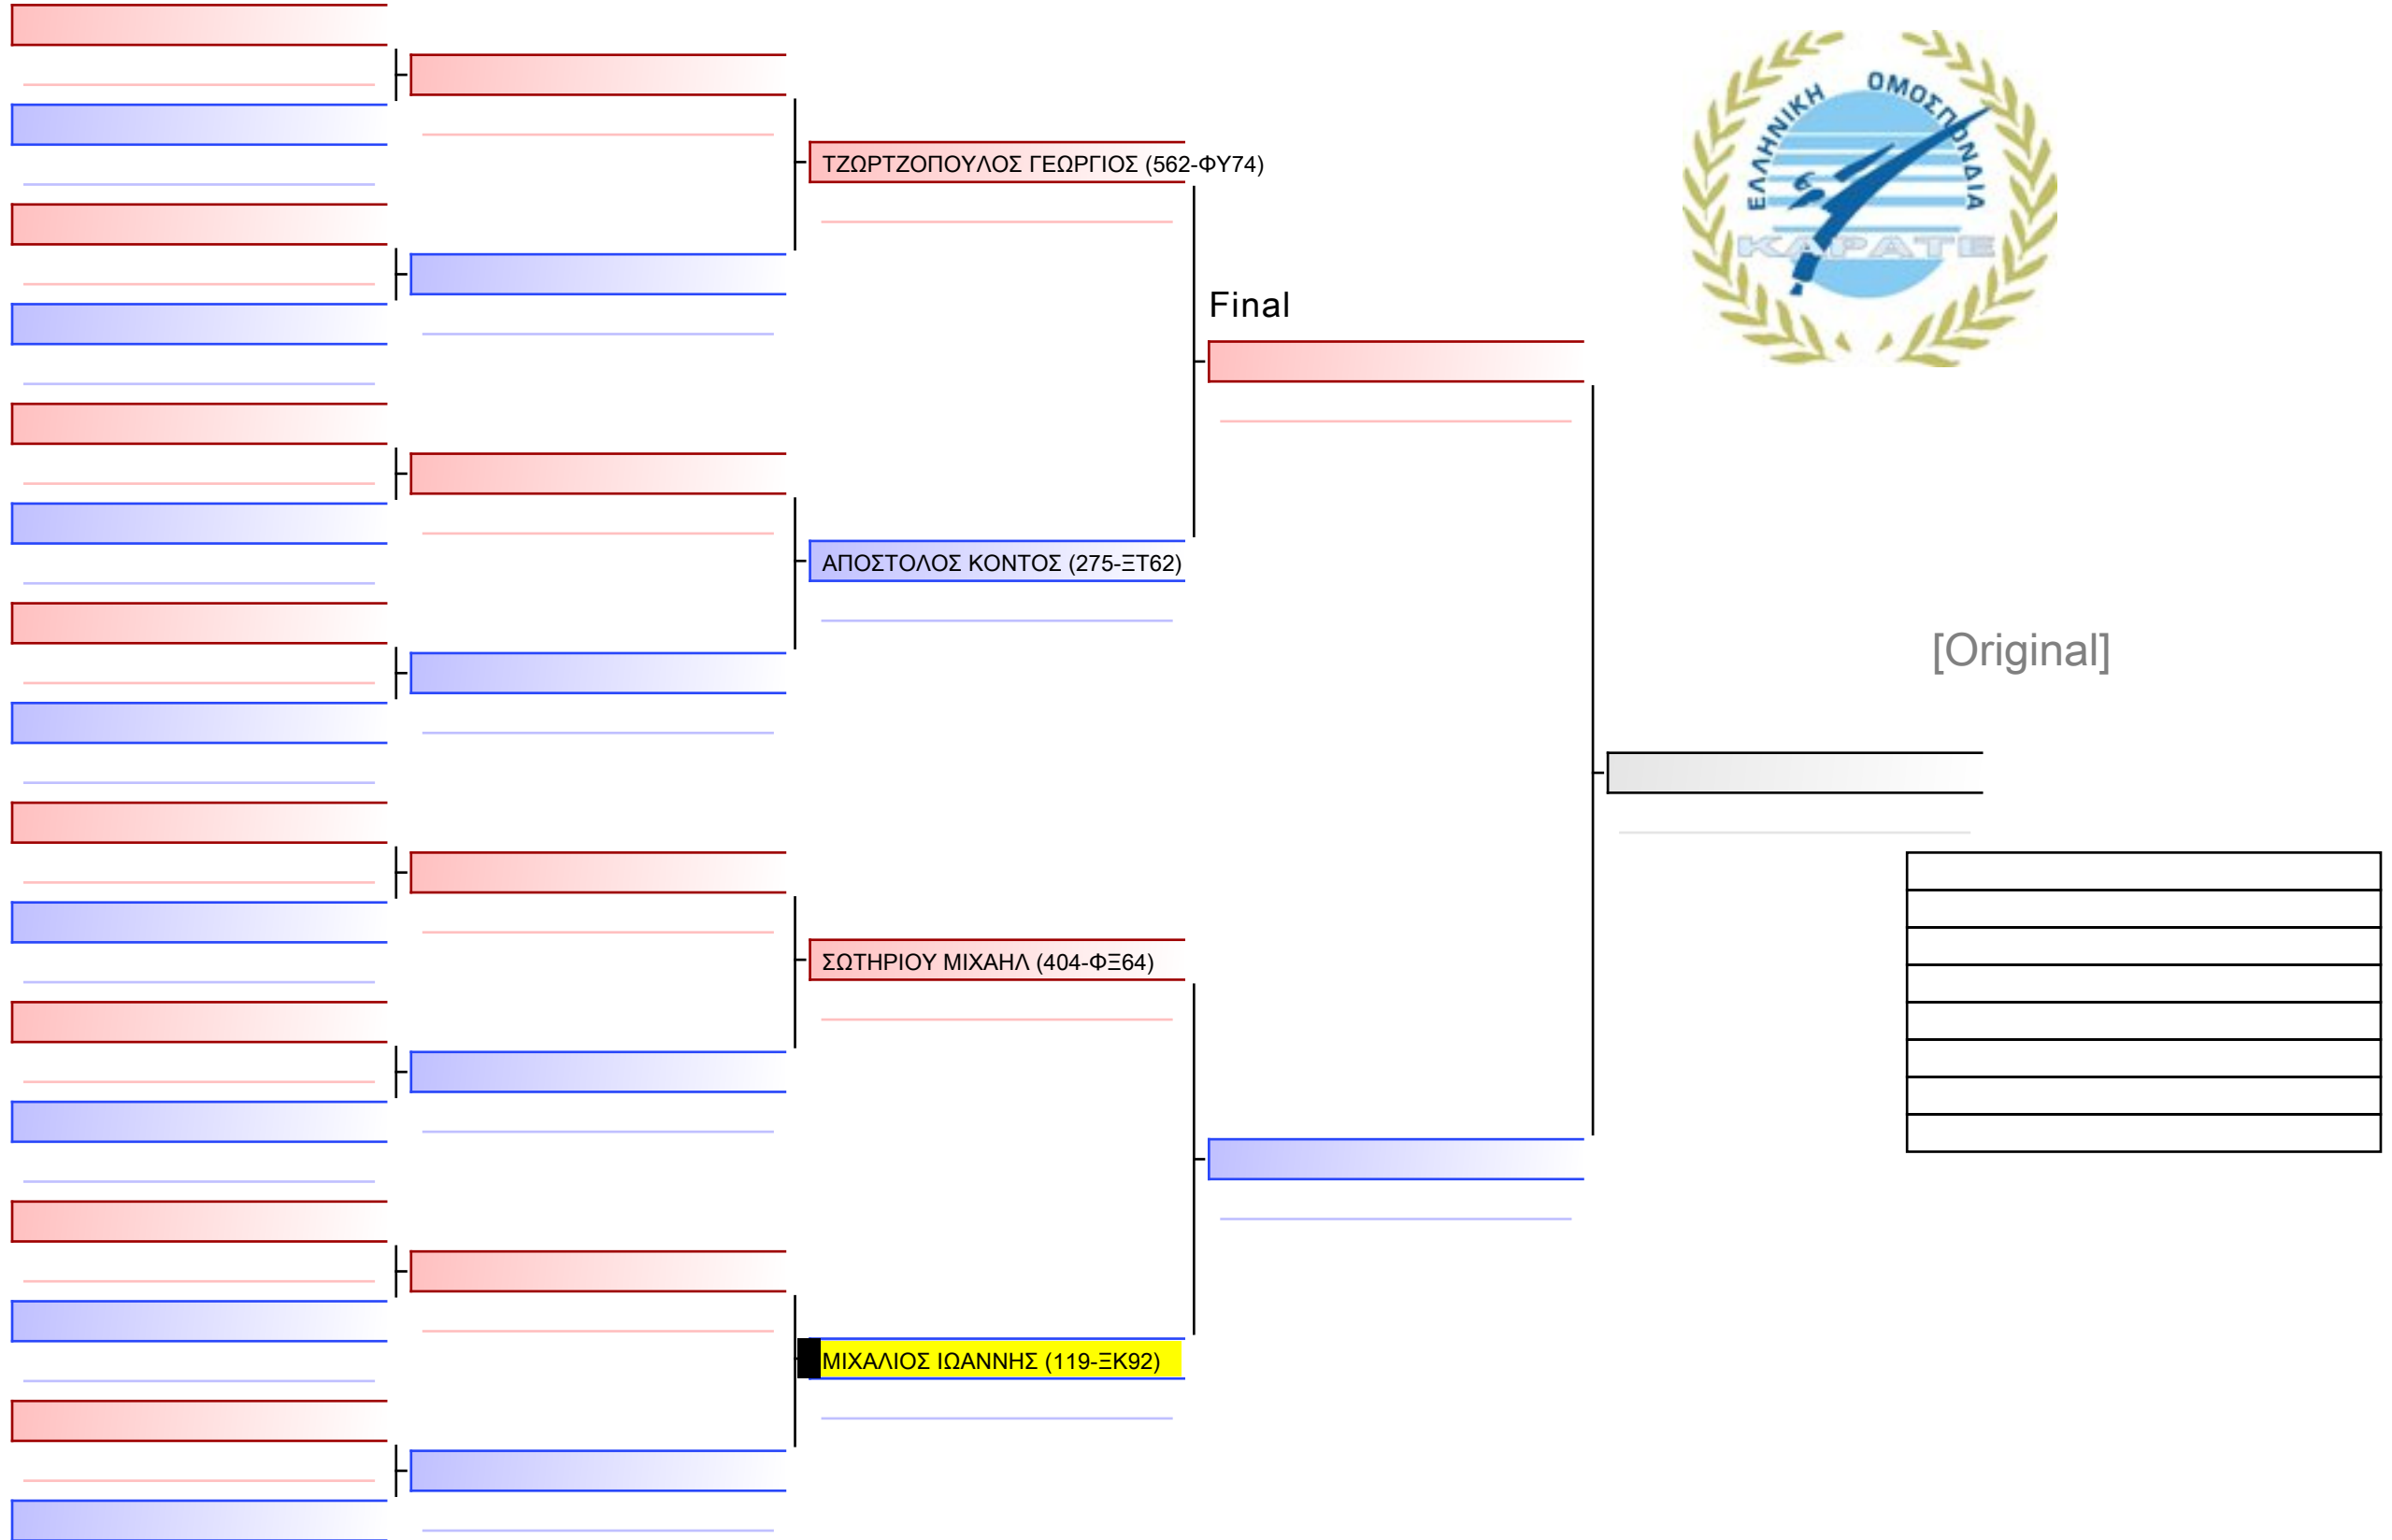 ΕΛΛΗΝΙΚΗ ΟΜΟΣΠΟΝΔΙΑ
ΚΑΡΑΤΕ
ΤΖΩΡΤΖΟΠΟΥΛΟΣ ΓΕΩΡΓΙΟΣ (562-ΦΥ74)
Final
ΑΠΟΣΤΟΛΟΣ ΚΟΝΤΟΣ (275-ΞΤ62)
[Original]
ΣΩΤΗΡΙΟΥ ΜΙΧΑΗΛ (404-ΦΞ64)
ΜΙΧΑΛΙΟΣ ΙΩΑΝΝΗΣ (119-ΞΚ92)